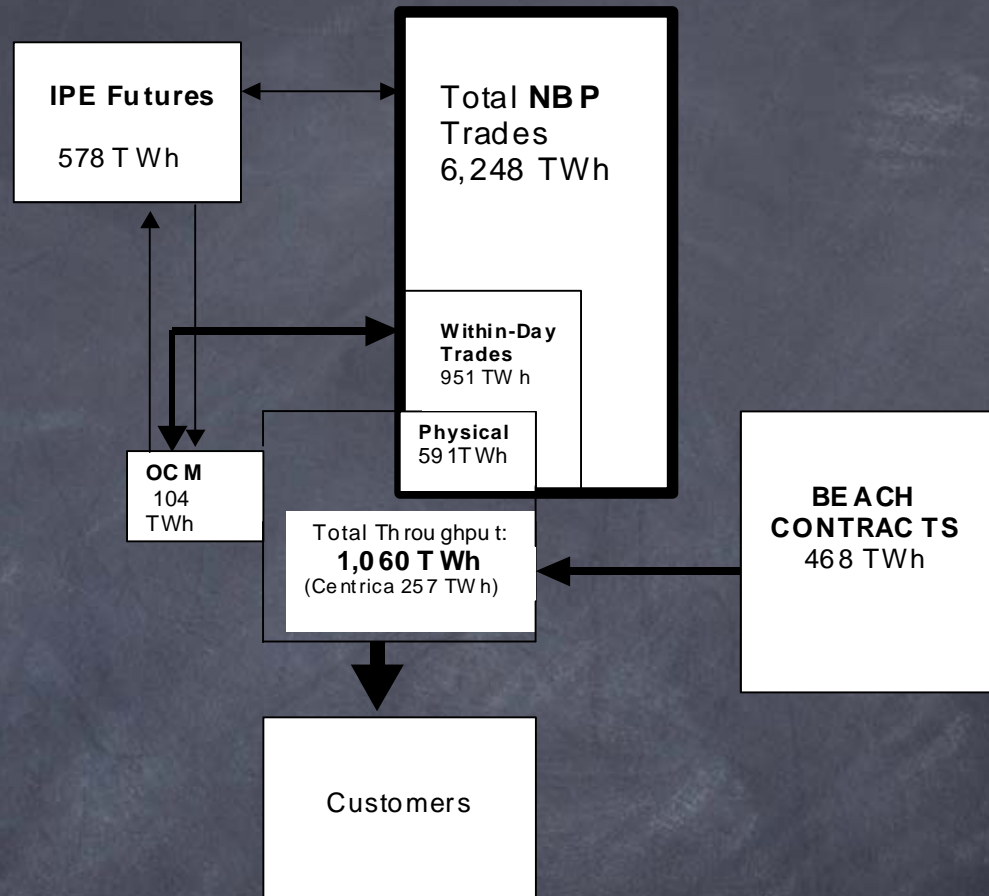 IPE Futures
578 TWh
Total NBP
Trades
6,248 TWh
Within-Day
Trades
951 TWh
Physical
591TWh
OCM
104
TWh
Total Throughput:
1,060 TWh
(Centrica 257 TWh)
BEACH
CONTRACTS
468 TWh
Customers